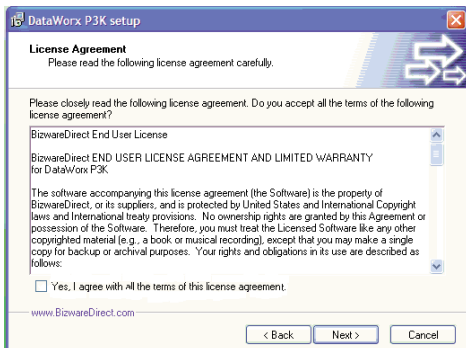 DataWorx P3K setup
License Agreement
Please read the following license agreement carefully.
Please closely read the following license agreement. Do you accept all the terms of the following
license agreement?
BizwareDirect End User License
BizwareDirect END USER LICENSE AGREEMENT AND LIMITED WARRANTY
for DataWorx P3K
The software accompanying this license agreement (the Software) is the property of
BizwareDirect, or its suppliers, and is protected by United States and International Copyright
laws and International treaty provisions. No ownership rights are granted by this Agreement or
possession of the Software. Therefore, you must treat the Licensed Software like any other
copyrighted material (e.g., a book or musical recording), except that you may make a single
copy for backup or archival purposes. Your rights and obligations in its use are described as
follows:
Yes, I agree with all the terms of this license agreement.
www.BizwareDirect.com
< Back Next > Cancel